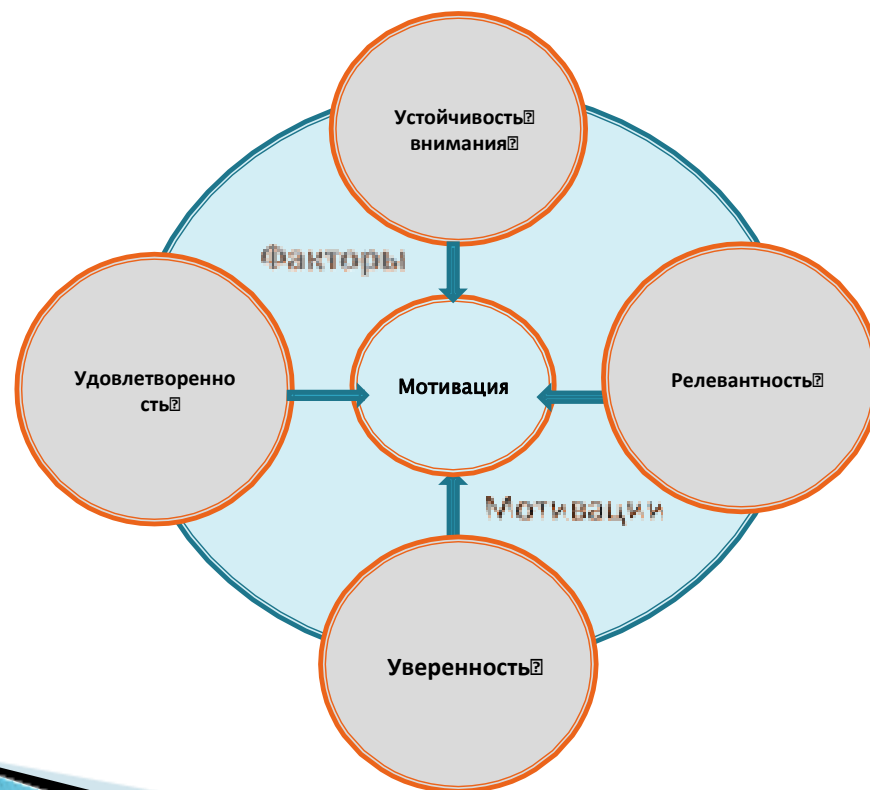 Устойчивость
внимания
Факторы
Удовлетворенно
сть
Мотивация
Релевантность
Мотивации
Уверенность